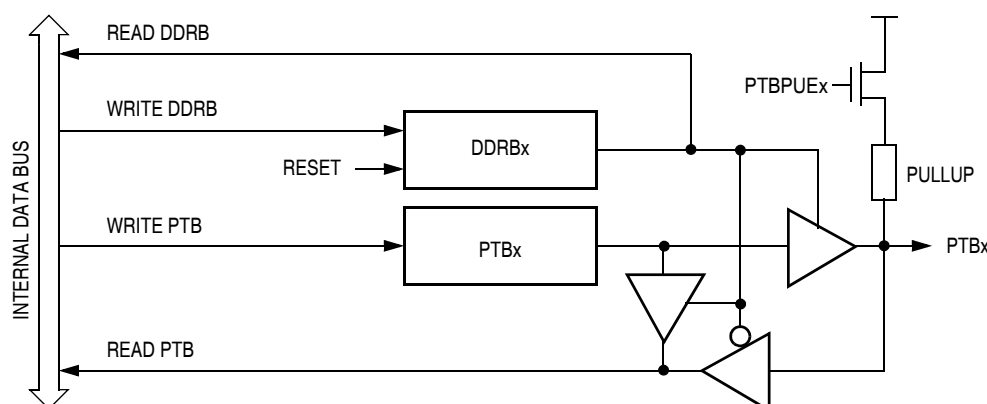 READ DDRB
PTBPUEx
WRITE DDRB
DDRBx
RESET
PULLUP
INTERNAL DATA BUS
WRITE PTB
PTBx
PTBx
READ PTB